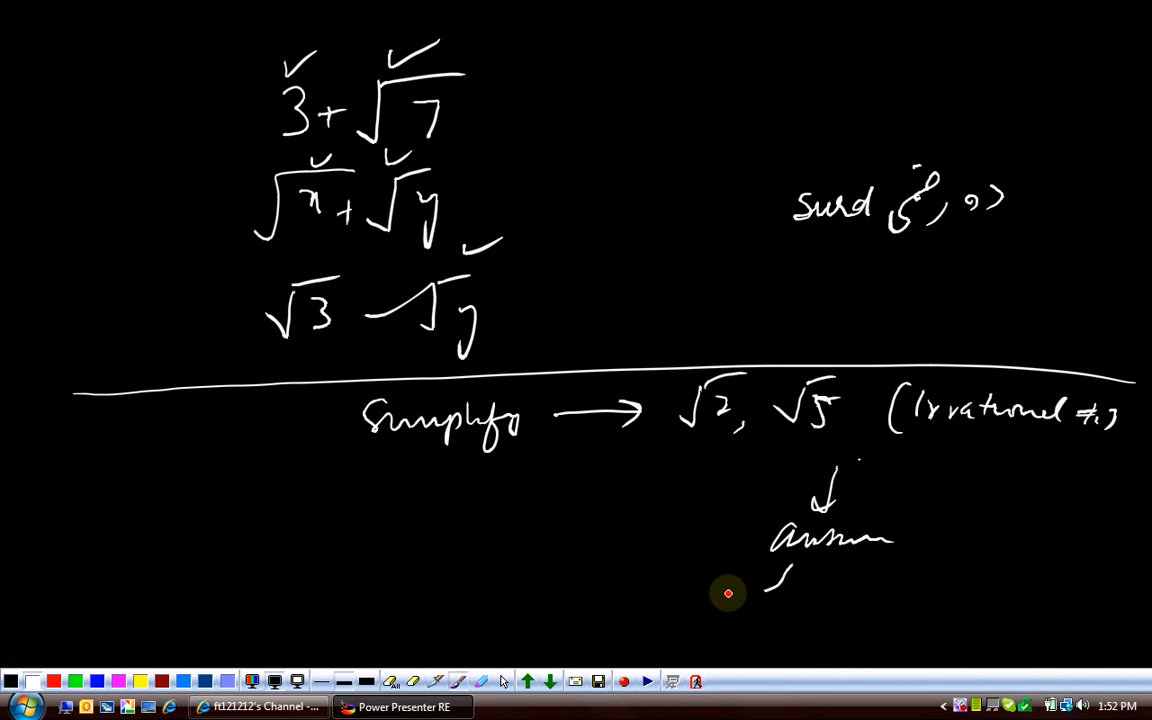 3 + √7
√x + √y
surd
√3 - √y
Simplify → √2, √5 (Irrational #s)
answer
ft121212's Channel -...
Power Presenter RE
1:52 PM